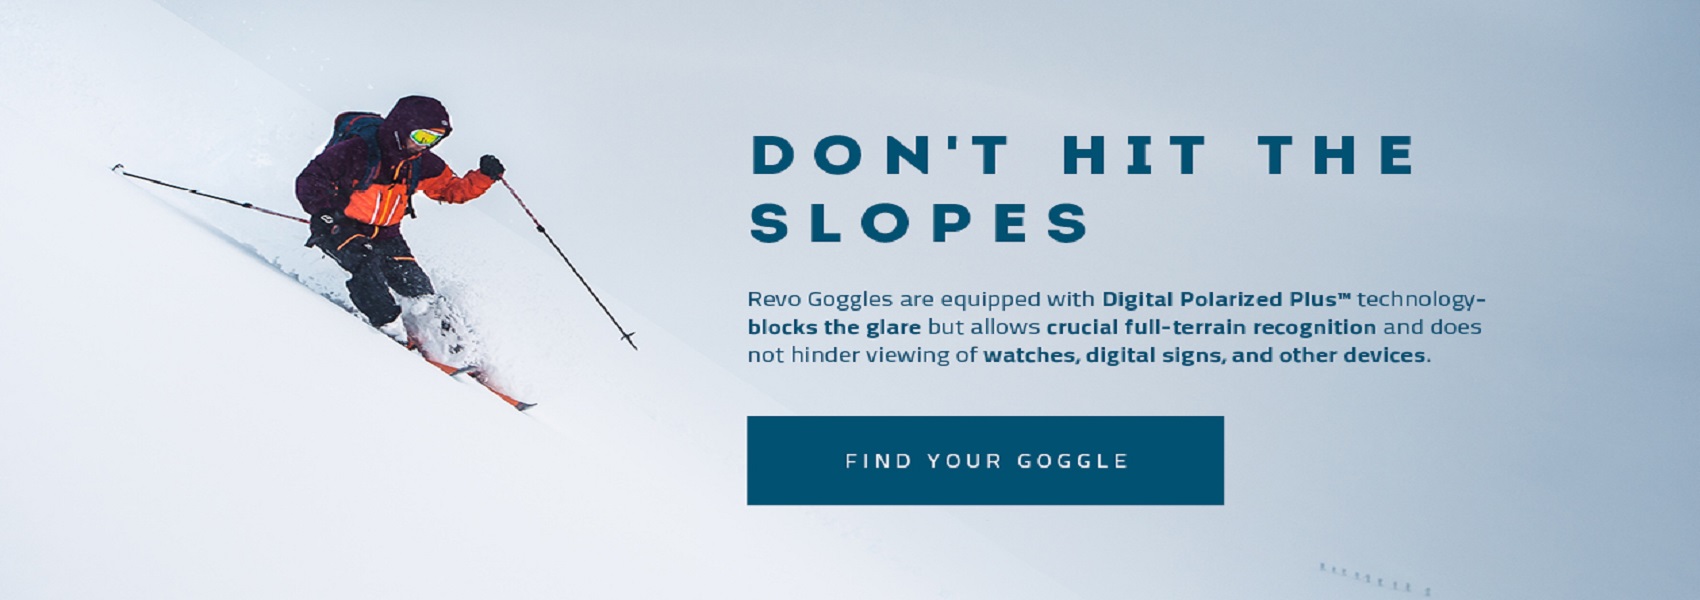 DON'T HIT THE
SLOPES
Revo Goggles are equipped with Digital Polarized Plus™ technology-
blocks the glare but allows crucial full-terrain recognition and does
not hinder viewing of watches, digital signs, and other devices.
FIND YOUR GOGGLE